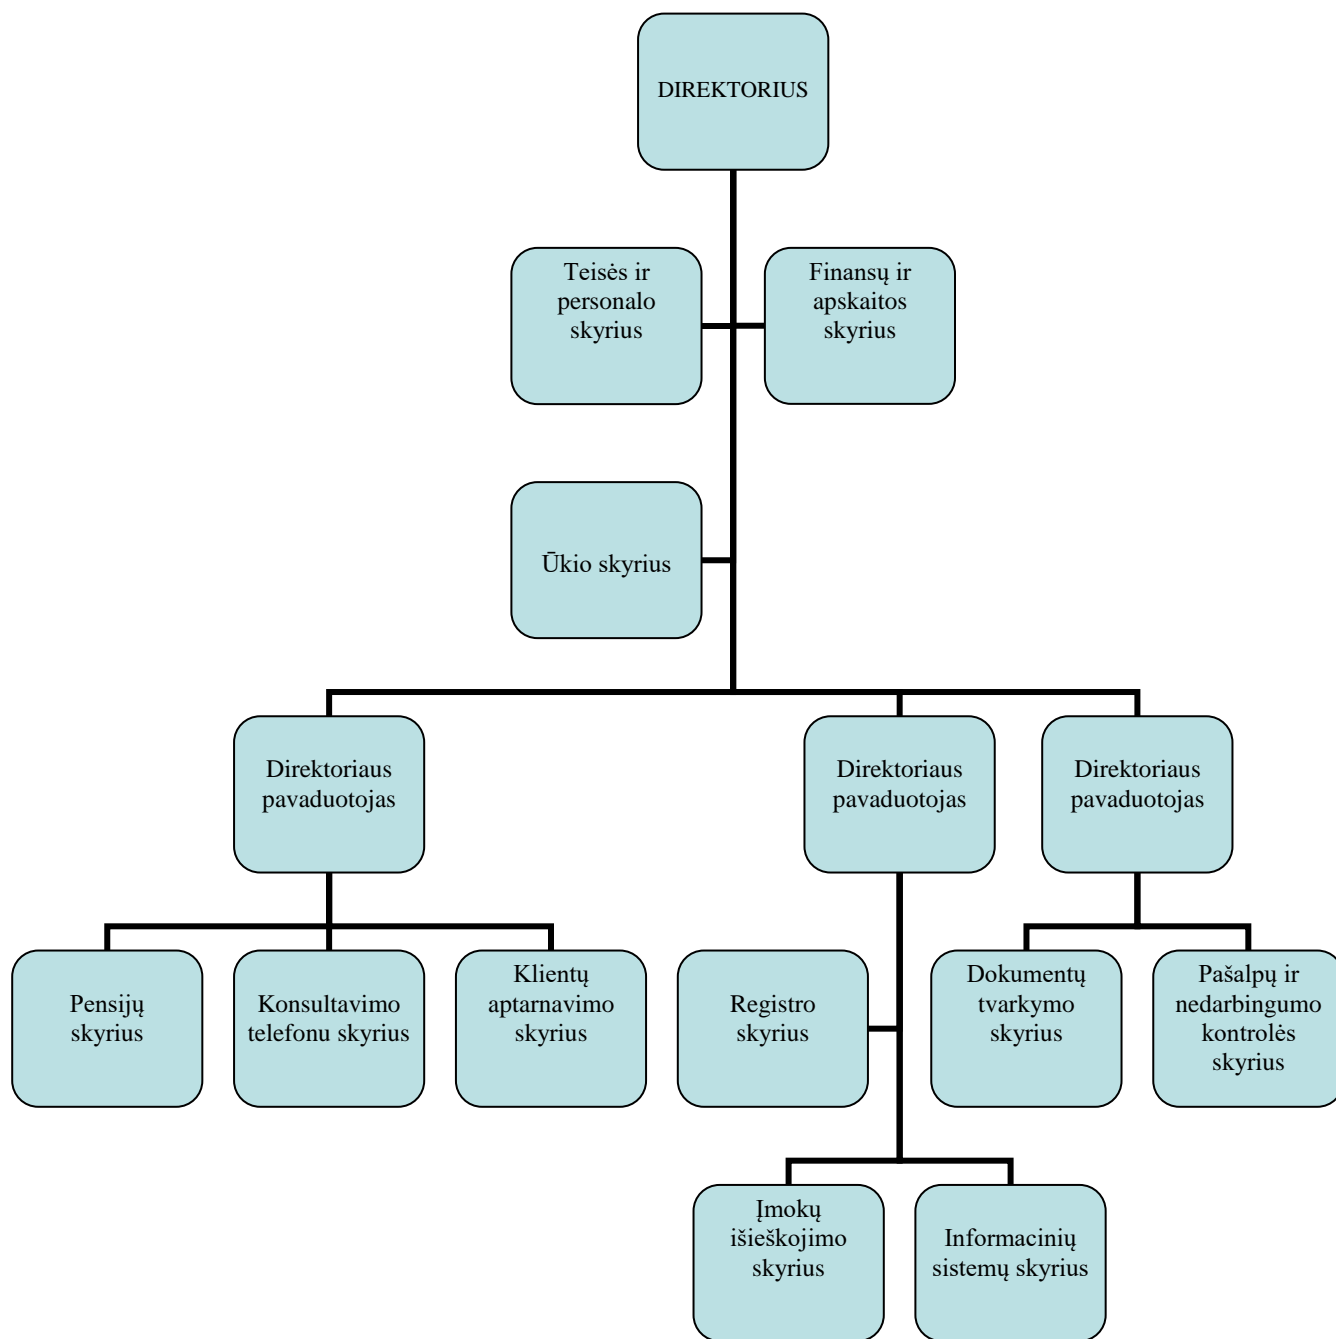 DIREKTORIUS
Teisės ir
personalo
skyrius
Finansų ir
apskaitos
skyrius
Ūkio skyrius
Direktoriaus
pavaduotojas
Direktoriaus
pavaduotojas
Direktoriaus
pavaduotojas
Pensijų
skyrius
Konsultavimo
telefonu skyrius
Klientų
aptarnavimo
skyrius
Registro
skyrius
Dokumentų
tvarkymo
skyrius
Pašalpų ir
nedarbingumo
kontrolės
skyrius
Įmokų
išieškojimo
skyrius
Informacinių
sistemų skyrius